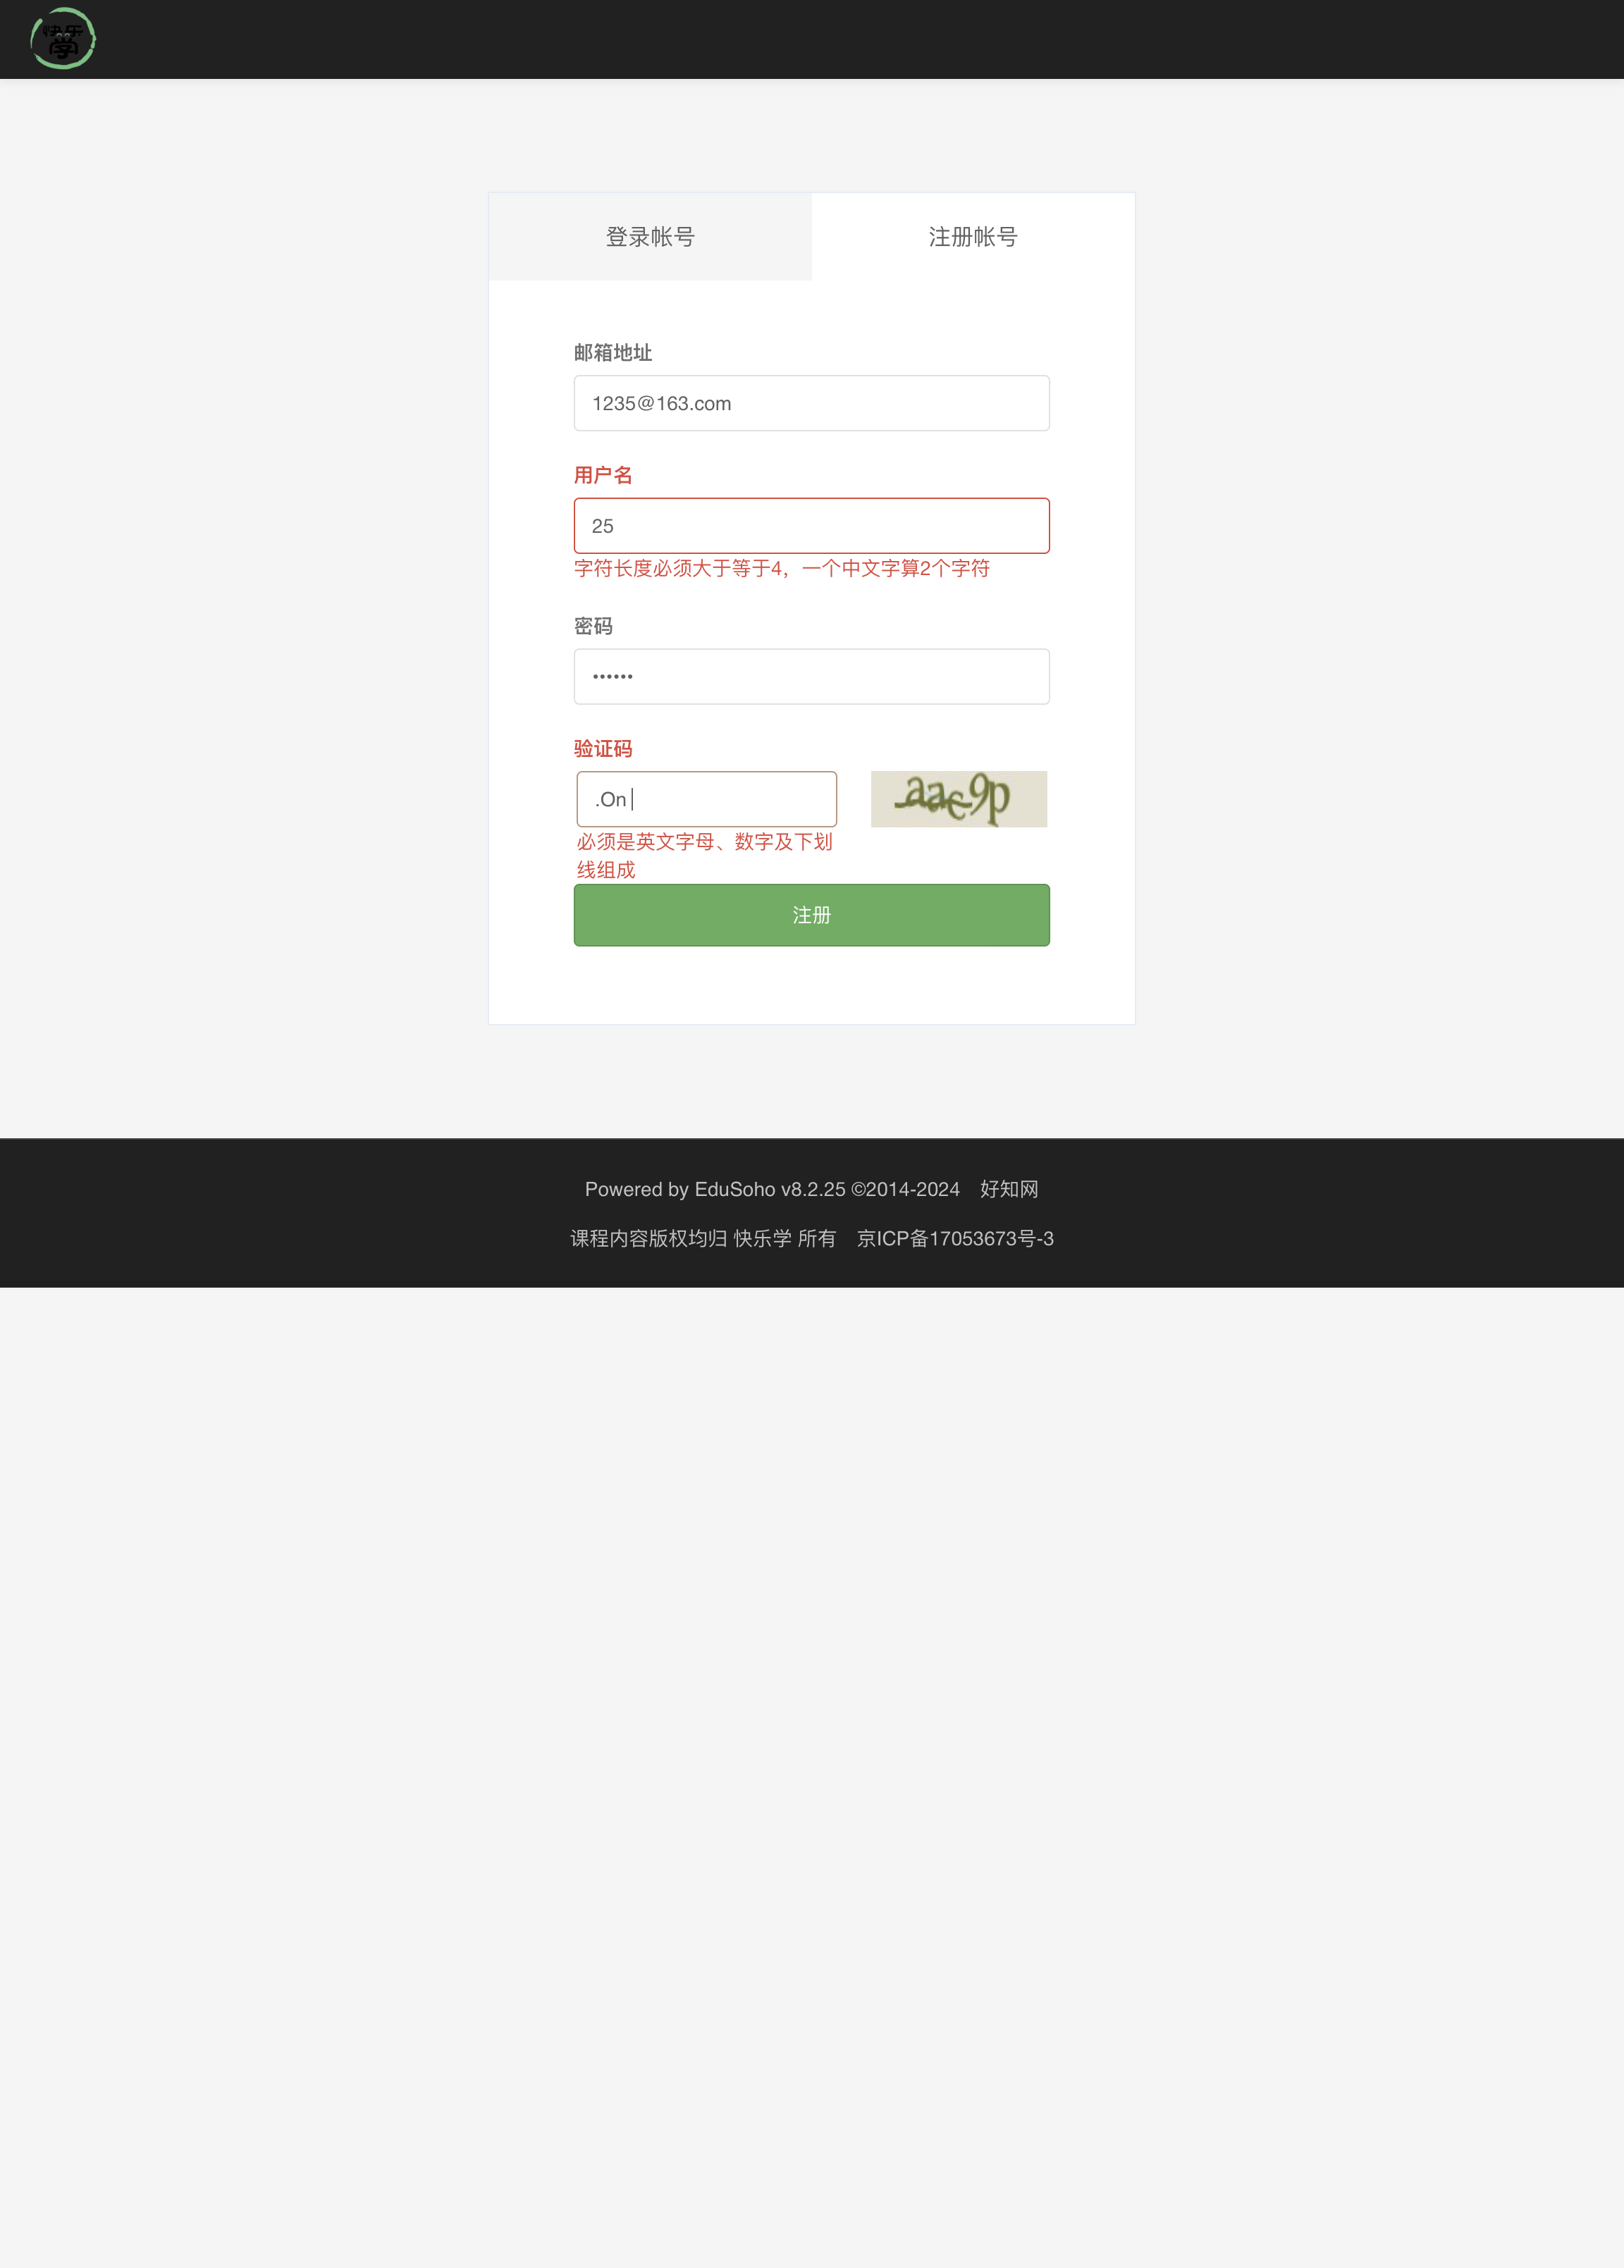 快乐
学
登录帐号
注册帐号
邮箱地址
1235@163.com
用户名
25
字符长度必须大于等于4，一个中文字算2个字符
密码
••••••
验证码
.On
aac9p
必须是英文字母、数字及下划
线组成
注册
Powered by EduSoho v8.2.25 ©2014-2024 好知网
课程内容版权均归 快乐学 所有 京ICP备17053673号-3